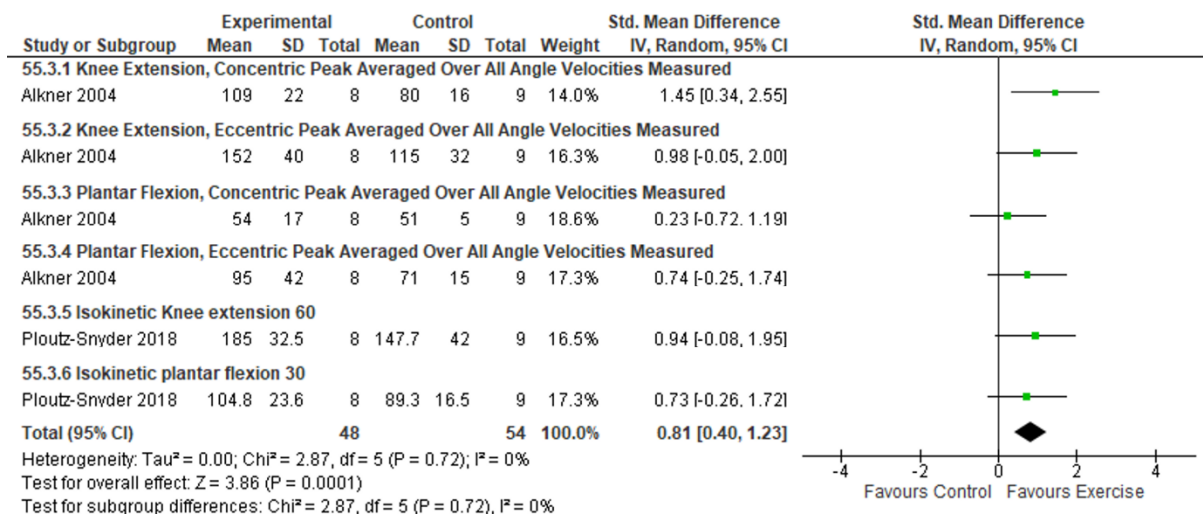 Experimental Control Std. Mean Difference Std. Mean Difference
Study or Subgroup Mean SD Total Mean SD Total Weight IV, Random, 95% CI IV, Random, 95% CI
55.3.1 Knee Extension, Concentric Peak Averaged Over All Angle Velocities Measured
Alkner 2004 109 22 8 80 16 9 14.0% 1.45 [0.34, 2.55]
55.3.2 Knee Extension, Eccentric Peak Averaged Over All Angle Velocities Measured
Alkner 2004 152 40 8 115 32 9 16.3% 0.98 [-0.05, 2.00]
55.3.3 Plantar Flexion, Concentric Peak Averaged Over All Angle Velocities Measured
Alkner 2004 54 17 8 51 5 9 18.6% 0.23 [-0.72, 1.19]
55.3.4 Plantar Flexion, Eccentric Peak Averaged Over All Angle Velocities Measured
Alkner 2004 95 42 8 71 15 9 17.3% 0.74 [-0.25, 1.74]
55.3.5 Isokinetic Knee extension 60
Ploutz-Snyder 2018 185 32.5 8 147.7 42 9 16.5% 0.94 [-0.08, 1.95]
55.3.6 Isokinetic plantar flexion 30
Ploutz-Snyder 2018 104.8 23.6 8 89.3 16.5 9 17.3% 0.73 [-0.26, 1.72]
Total (95% CI) 48 54 100.0% 0.81 [0.40, 1.23]
Heterogeneity: Tau² = 0.00; Chi² = 2.87, df = 5 (P = 0.72); I² = 0%
Test for overall effect: Z = 3.86 (P = 0.0001)
Test for subgroup differences: Chi² = 2.87, df = 5 (P = 0.72), I² = 0%
-4 -2 0 2 4
Favours Control Favours Exercise